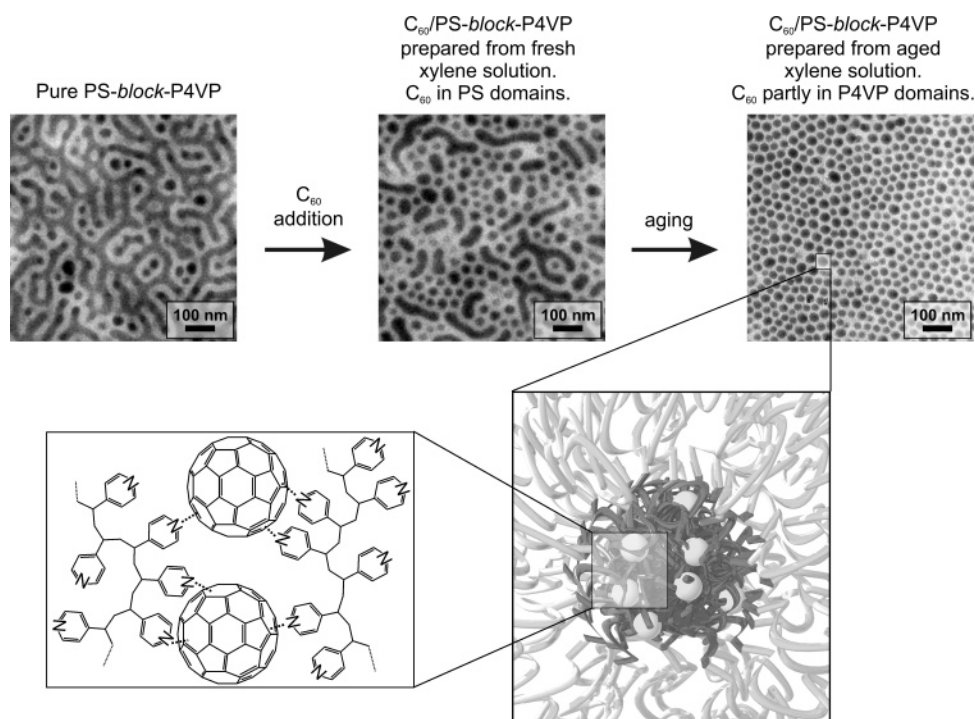 Pure PS-block-P4VP
C₆₀/PS-block-P4VP
prepared from fresh
xylene solution.
C₆₀ in PS domains.
C₆₀/PS-block-P4VP
prepared from aged
xylene solution.
C₆₀ partly in P4VP domains.
C₆₀
addition
aging
100 nm
100 nm
100 nm
N
N
N
N
N
N
N
N
N
N
N
N